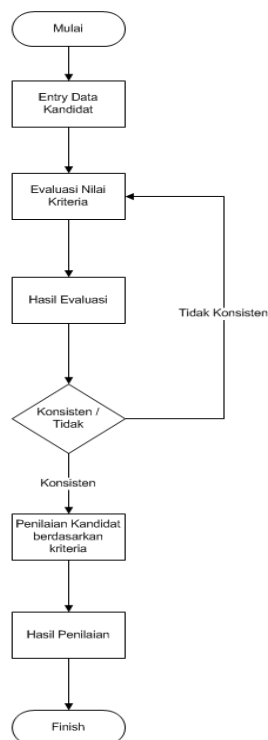 Mulai
Entry Data
Kandidat
Evaluasi Nilai
Kriteria
Hasil Evaluasi
Tidak Konsisten
Konsisten /
Tidak
Konsisten
Penilaian Kandidat
berdasarkan
kriteria
Hasil Penilaian
Finish